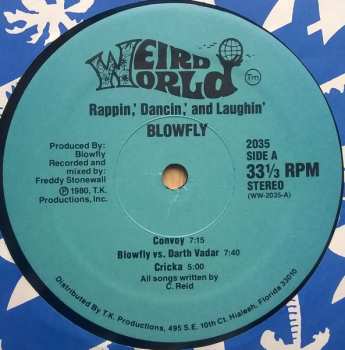 WEIRD
WORLD
Tm
Rappin,' Dancin,' and Laughin'
BLOWFLY
Produced By:
Blowfly
Recorded and
mixed by:
Freddy Stonewall
Ⓟ 1980, T.K.
Productions, Inc.
2035
SIDE A
33⅓ RPM
STEREO
(WW-2035-A)
Convoy 7:15
Blowfly vs. Darth Vadar 7:40
Cricka 5:00
All songs written by
C. Reid
Distributed By T.K. Productions, 495 S.E. 10th Ct. Hialeah, Florida 33010